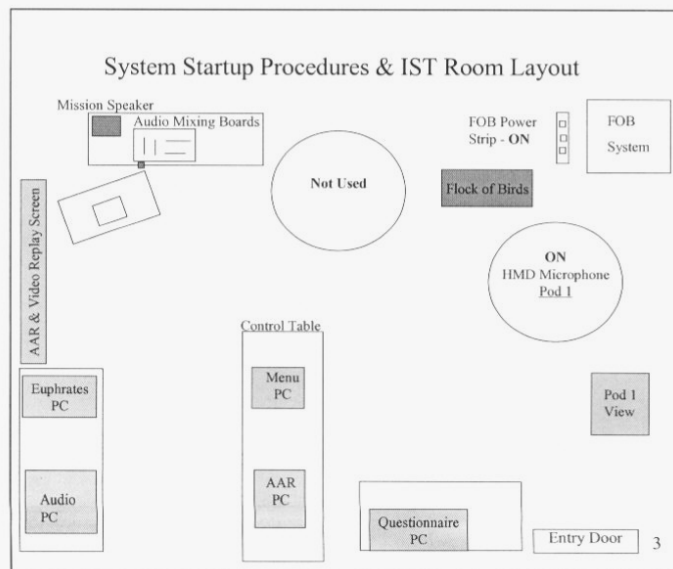 System Startup Procedures & IST Room Layout
Mission Speaker
Audio Mixing Boards
FOB Power
Strip - ON
FOB
System
Not Used
Flock of Birds
AAR & Video Replay Screen
ON
HMD Microphone
Pod 1
Control Table
Euphrates
PC
Menu
PC
Pod 1
View
Audio
PC
AAR
PC
Questionnaire
PC
Entry Door
3